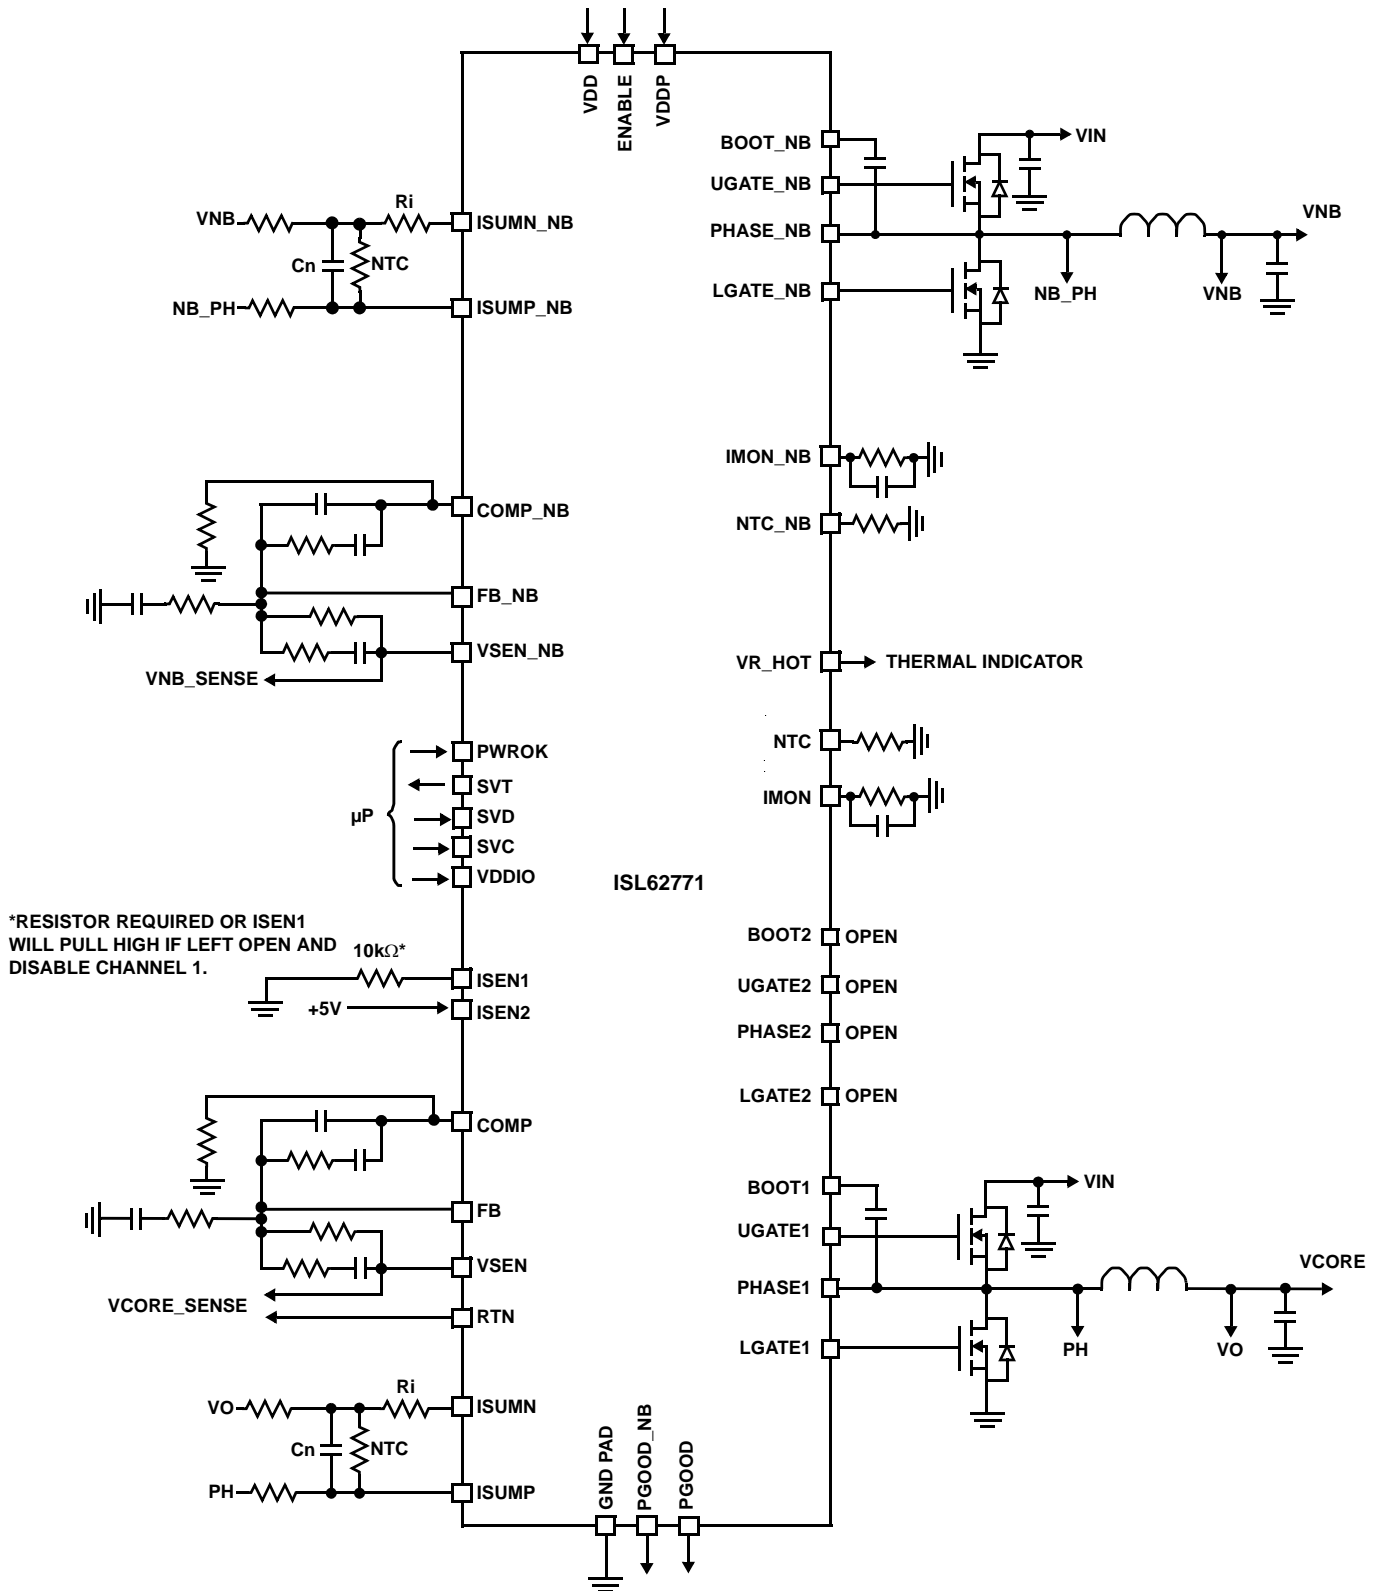 VDD
ENABLE
VDDP
BOOT_NB
VIN
UGATE_NB
Ri
VNB
ISUMN_NB
PHASE_NB
VNB
Cn
NTC
LGATE_NB
NB_PH
VNB
NB_PH
ISUMP_NB
IMON_NB
COMP_NB
NTC_NB
FB_NB
VSEN_NB
VR_HOT
THERMAL INDICATOR
VNB_SENSE
NTC
PWROK
SVT
IMON
µP
SVD
SVC
VDDIO
ISL62771
*RESISTOR REQUIRED OR ISEN1
WILL PULL HIGH IF LEFT OPEN AND
DISABLE CHANNEL 1.
10kΩ*
BOOT2
OPEN
ISEN1
UGATE2
OPEN
+5V
ISEN2
PHASE2
OPEN
LGATE2
OPEN
COMP
BOOT1
VIN
FB
UGATE1
VSEN
VCORE
PHASE1
VCORE_SENSE
RTN
LGATE1
PH
VO
Ri
VO
ISUMN
Cn
NTC
PH
ISUMP
GND PAD
PGOOD_NB
PGOOD